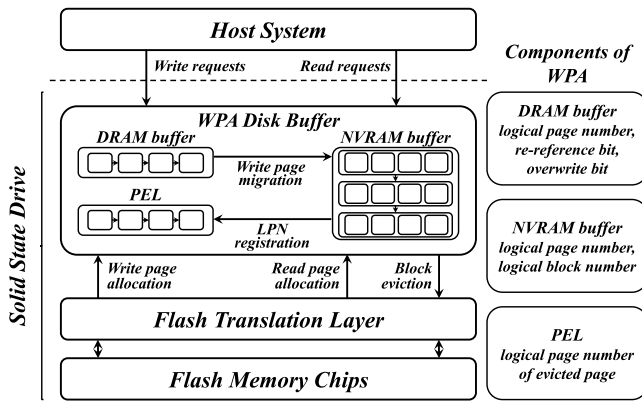 Host System
Write requests
Read requests
Components of
WPA
Solid State Drive
WPA Disk Buffer
DRAM buffer
NVRAM buffer
Write page
migration
PEL
LPN
registration
Write page
allocation
Read page
allocation
Block
eviction
Flash Translation Layer
Flash Memory Chips
DRAM buffer
logical page number,
re-reference bit,
overwrite bit
NVRAM buffer
logical page number,
logical block number
PEL
logical page number
of evicted page